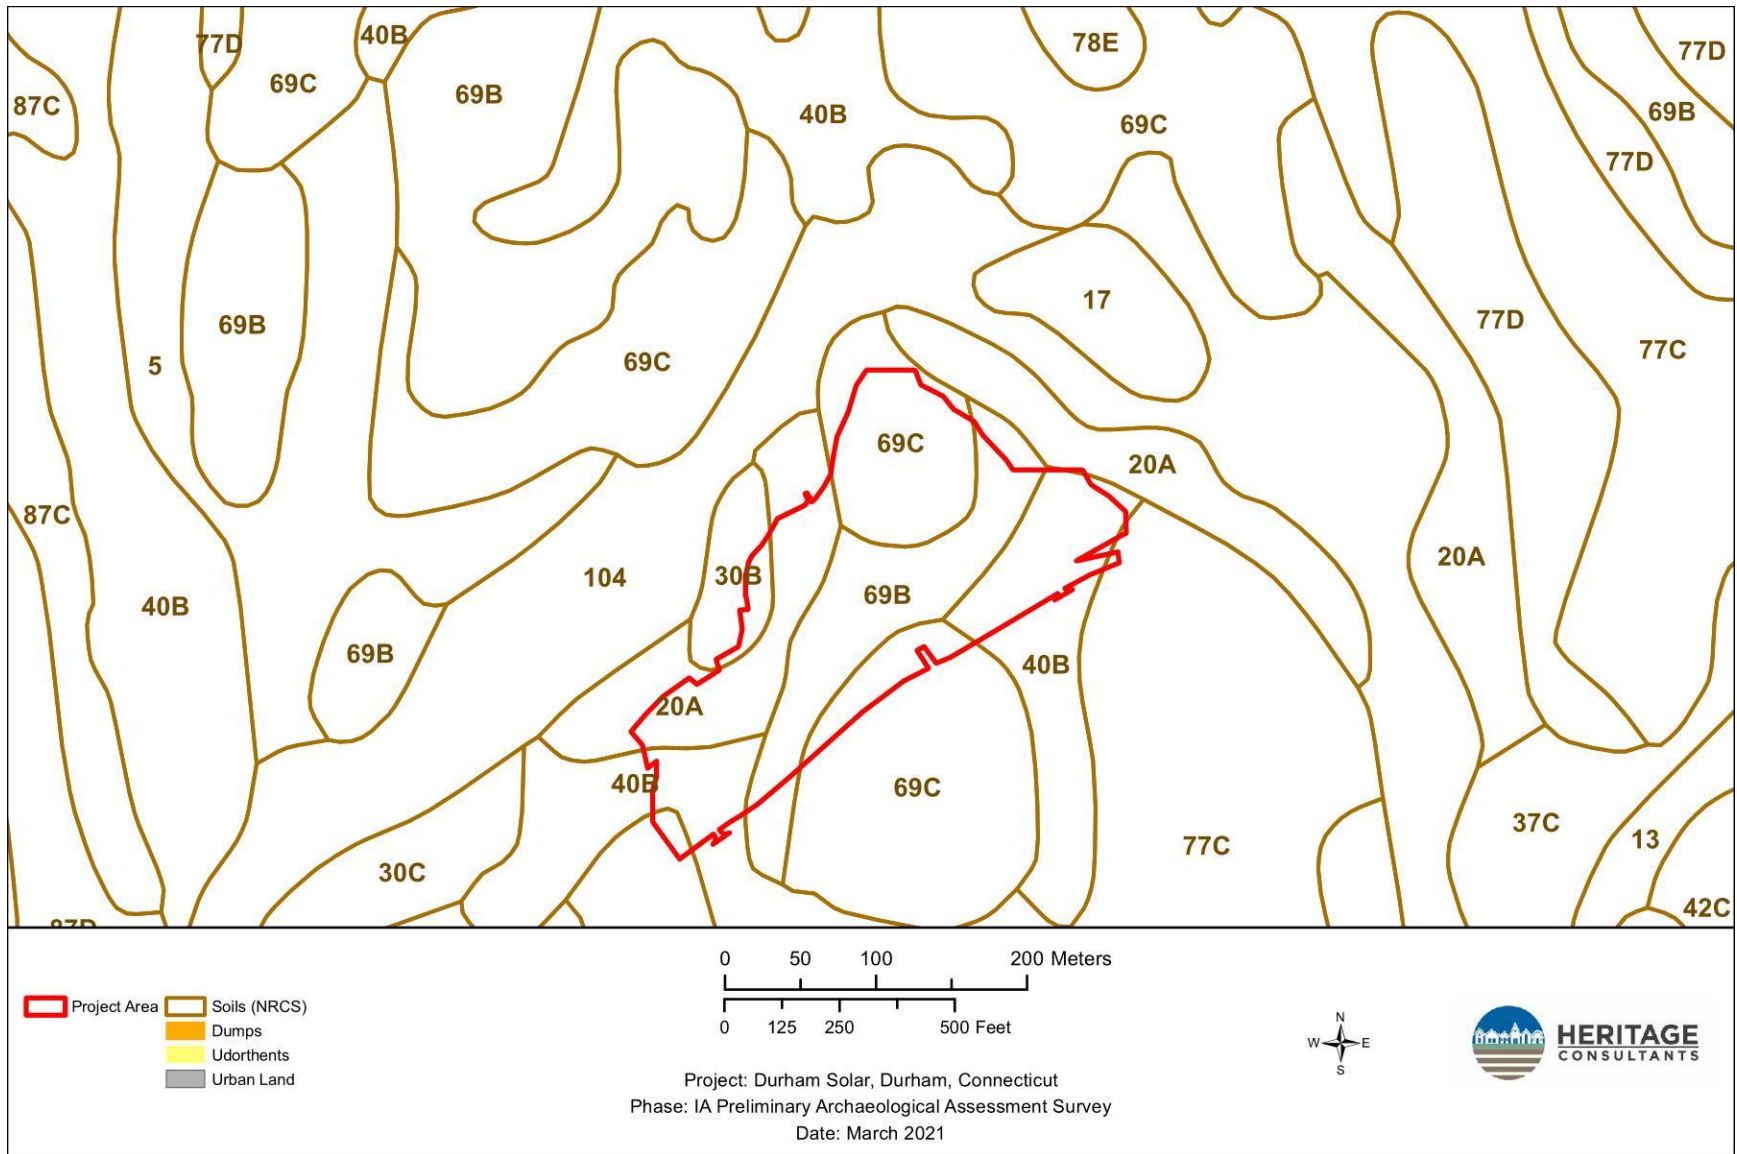 77D
40B
78E
77D
69C
69B
87C
69B
40B
69C
77D
17
69B
77D
5
77C
69C
69C
20A
87C
20A
104
30B
69B
40B
69B
40B
20A
40B
69C
37C
77C
13
30C
42C
87D
0 50 100 200 Meters
0 125 250 500 Feet
Project Area
Soils (NRCS)
Dumps
Udorthents
Urban Land
N
W E
S
HERITAGE
CONSULTANTS
Project: Durham Solar, Durham, Connecticut
Phase: IA Preliminary Archaeological Assessment Survey
Date: March 2021